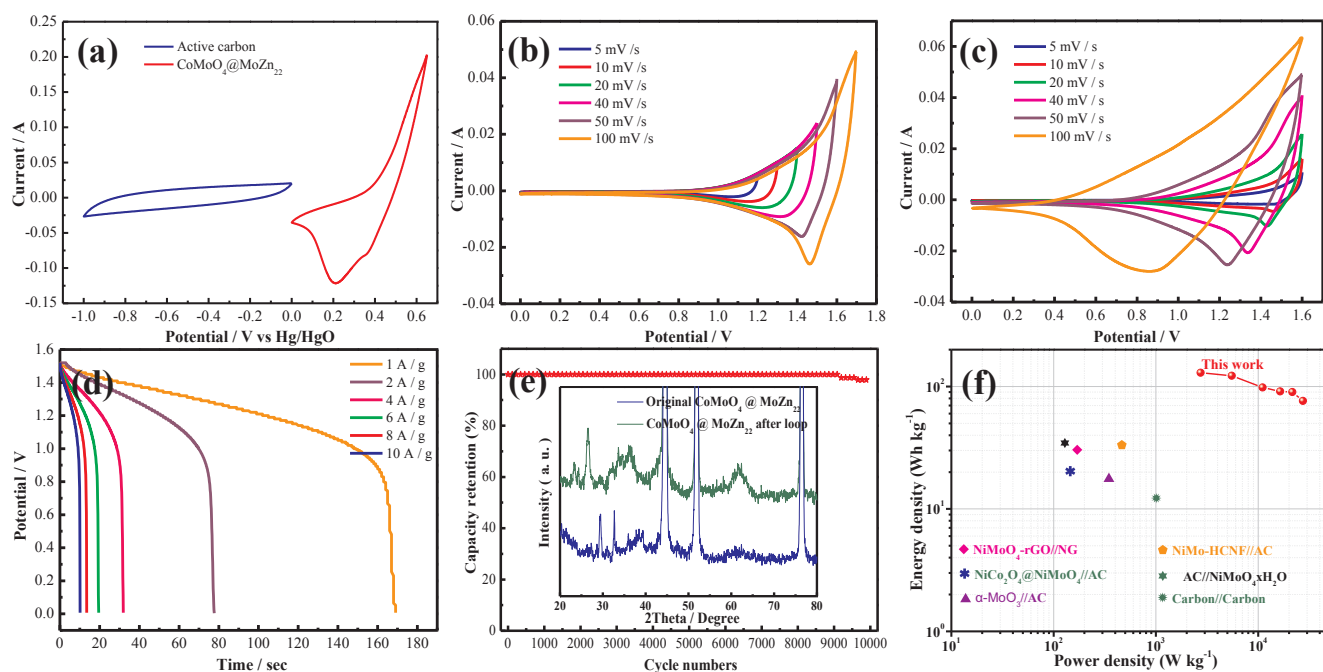 (a)
Active carbon
CoMoO4@MoZn22
0.25
0.20
0.15
0.10
0.05
0.00
-0.05
-0.10
-0.15
Current / A
-1.0 -0.8 -0.6 -0.4 -0.2 0.0 0.2 0.4 0.6
Potential / V vs Hg/HgO
(b)
5 mV /s
10 mV /s
20 mV /s
40 mV /s
50 mV /s
100 mV /s
0.06
0.04
0.02
0.00
-0.02
-0.04
Current / A
0.0 0.2 0.4 0.6 0.8 1.0 1.2 1.4 1.6 1.8
Potential / V
(c)
5 mV / s
10 mV / s
20 mV / s
40 mV / s
50 mV / s
100 mV / s
0.06
0.04
0.02
0.00
-0.02
-0.04
Current / A
0.0 0.2 0.4 0.6 0.8 1.0 1.2 1.4 1.6
Potential / V
(d)
1 A / g
2 A / g
4 A / g
6 A / g
8 A / g
10 A / g
1.6
1.4
1.2
1.0
0.8
0.6
0.4
0.2
0.0
Potential / V
0 20 40 60 80 100 120 140 160 180
Time / sec
(e)
120
100
80
60
40
20
0
Capacity retention (%)
Original CoMoO4 @ MoZn22
CoMoO4 @ MoZn22 after loop
Intensity ( a. u.)
20 30 40 50 60 70 80
2Theta / Degree
0 1000 2000 3000 4000 5000 6000 7000 8000 9000 10000
Cycle numbers
(f)
This work
10²
10¹
10⁰
Energy density (Wh kg⁻¹)
NiMoO4-rGO//NG
NiCo2O4@NiMoO4//AC
α-MoO3//AC
NiMo-HCNF//AC
AC//NiMoO4xH2O
Carbon//Carbon
10¹ 10² 10³ 10⁴
Power density (W kg⁻¹)